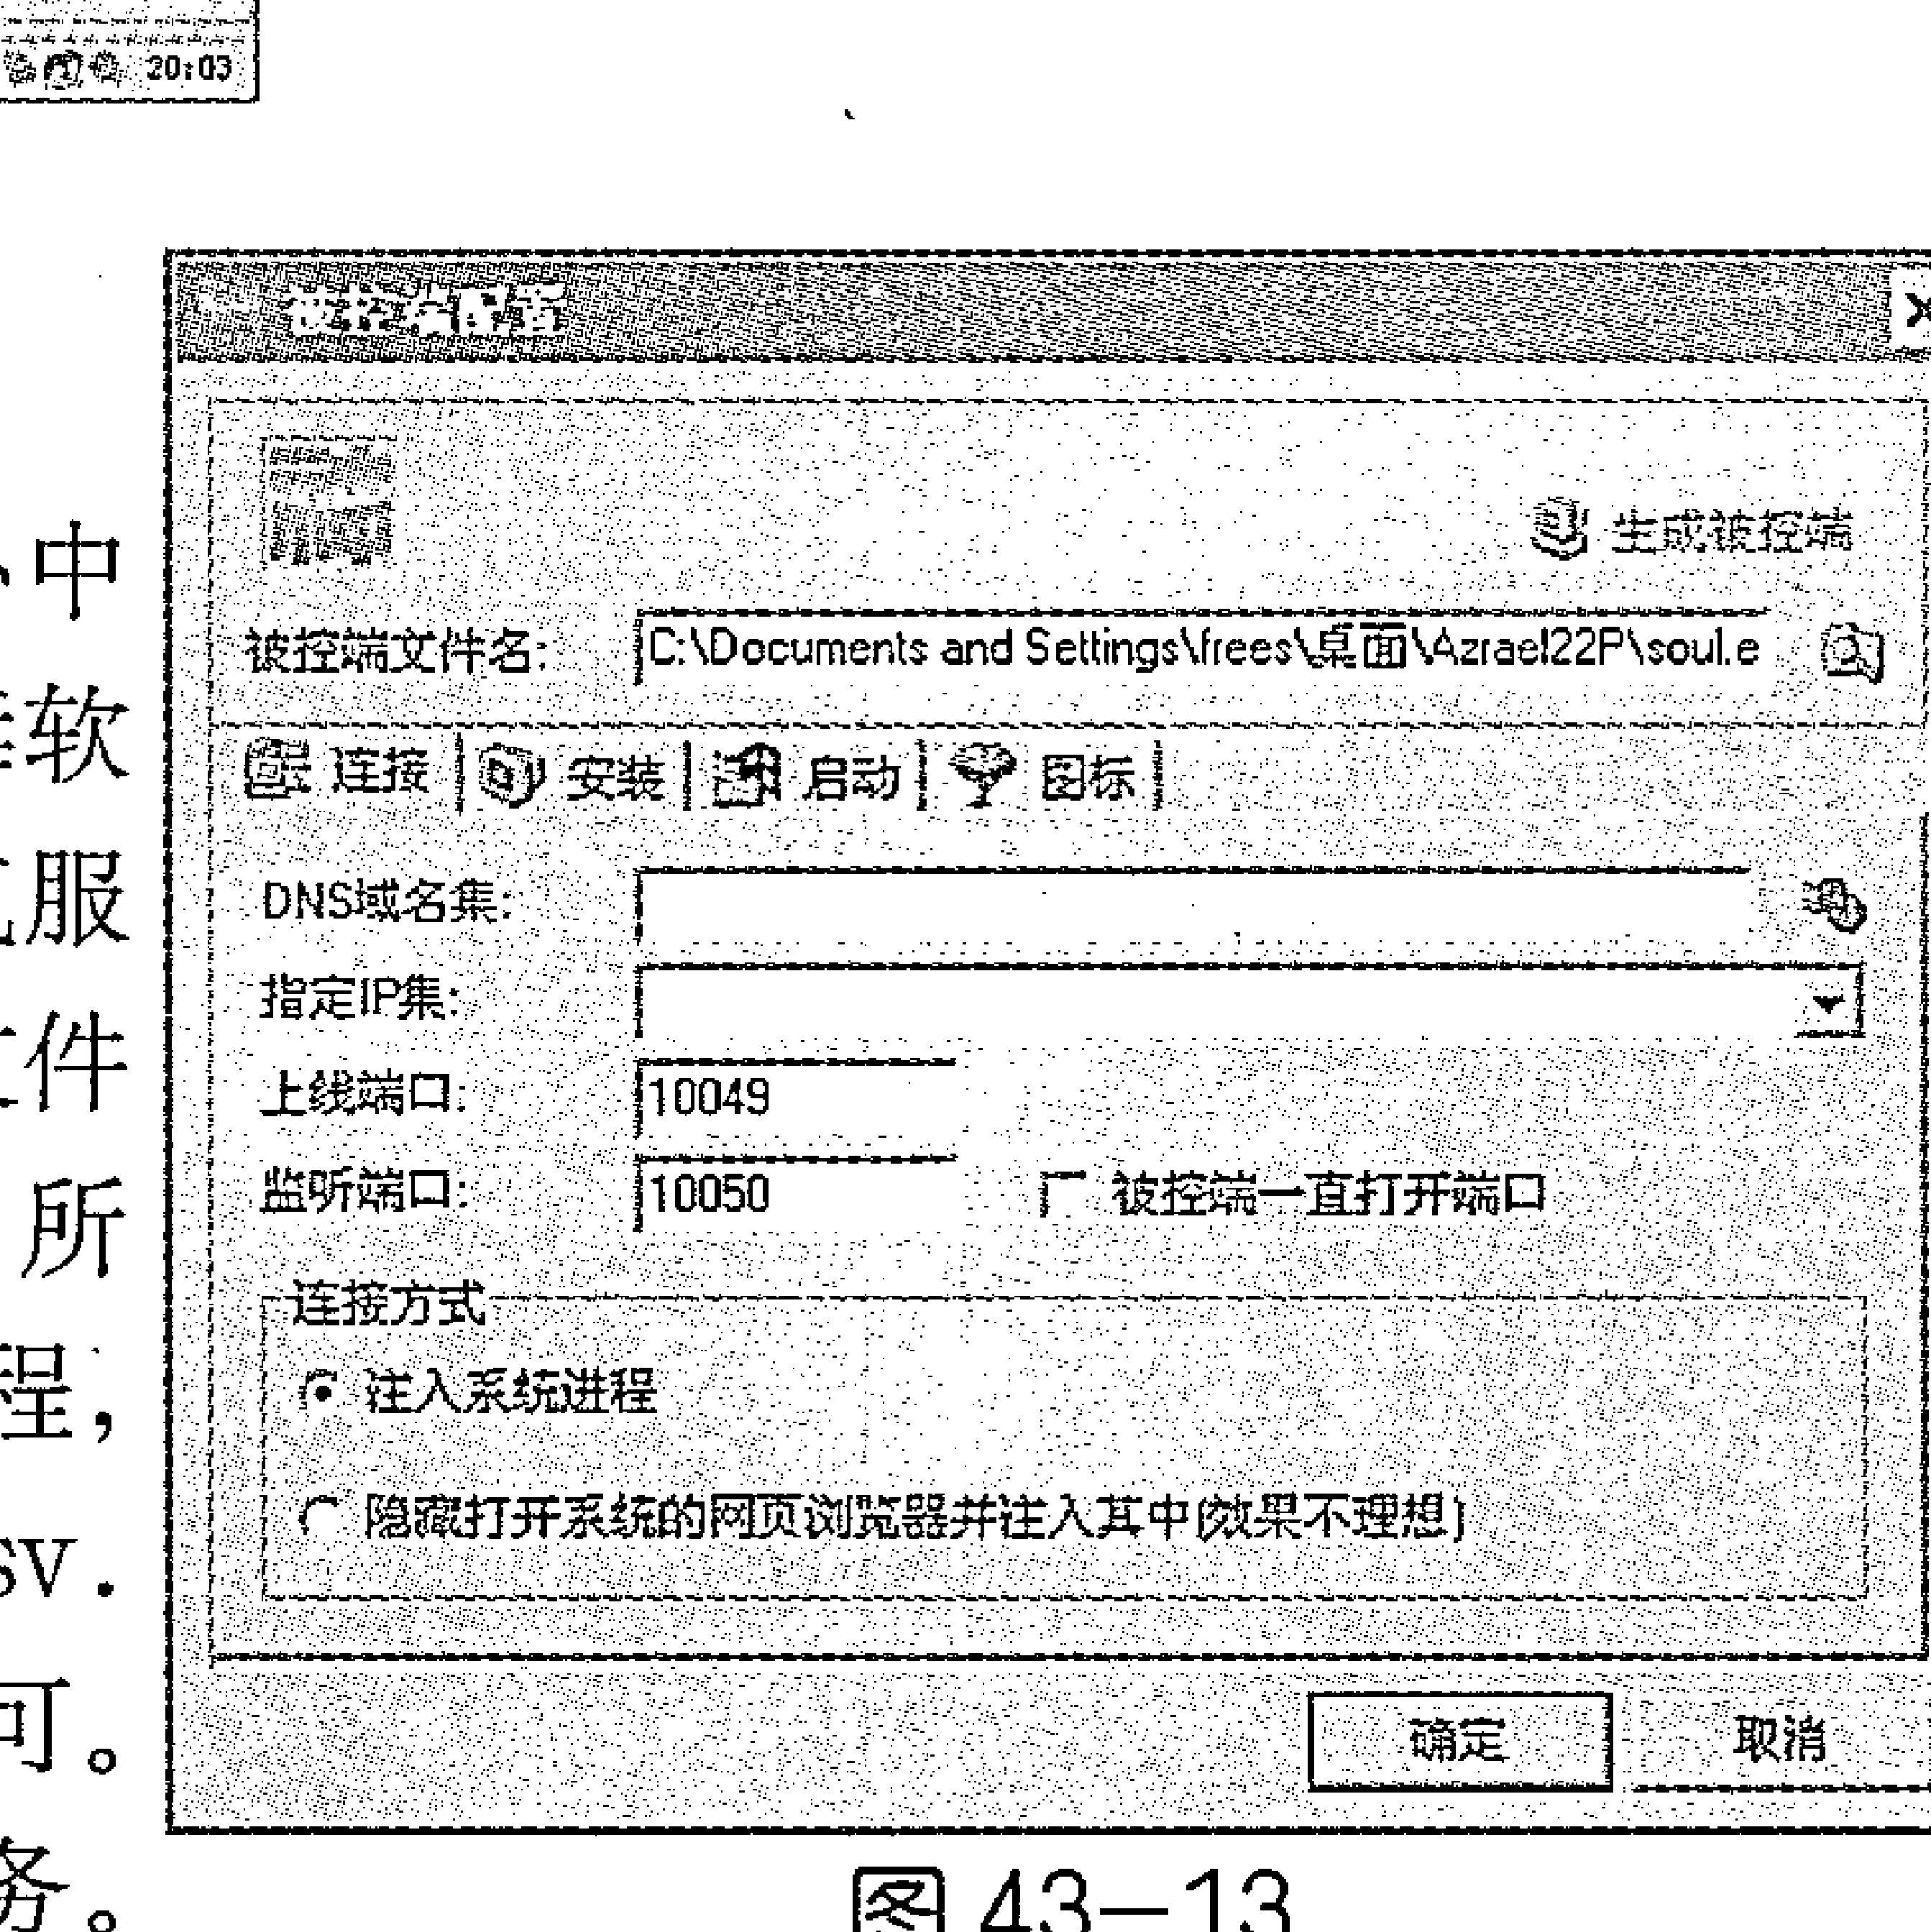 20:03
被控端配置
生成被控端
被控端文件名: C:\Documents and Settings\frees\桌面\Azrael22P\soul.e
连接 安装 启动 图标
DNS域名集:
指定IP集:
上线端口: 10049
监听端口: 10050 被控端一直打开端口
连接方式
注入系统进程
隐藏打开系统的网页浏览器并注入其中(效果不理想)
确定 取消
图 43-13
中
软
服
件
所
程,
sv.
可。
务。